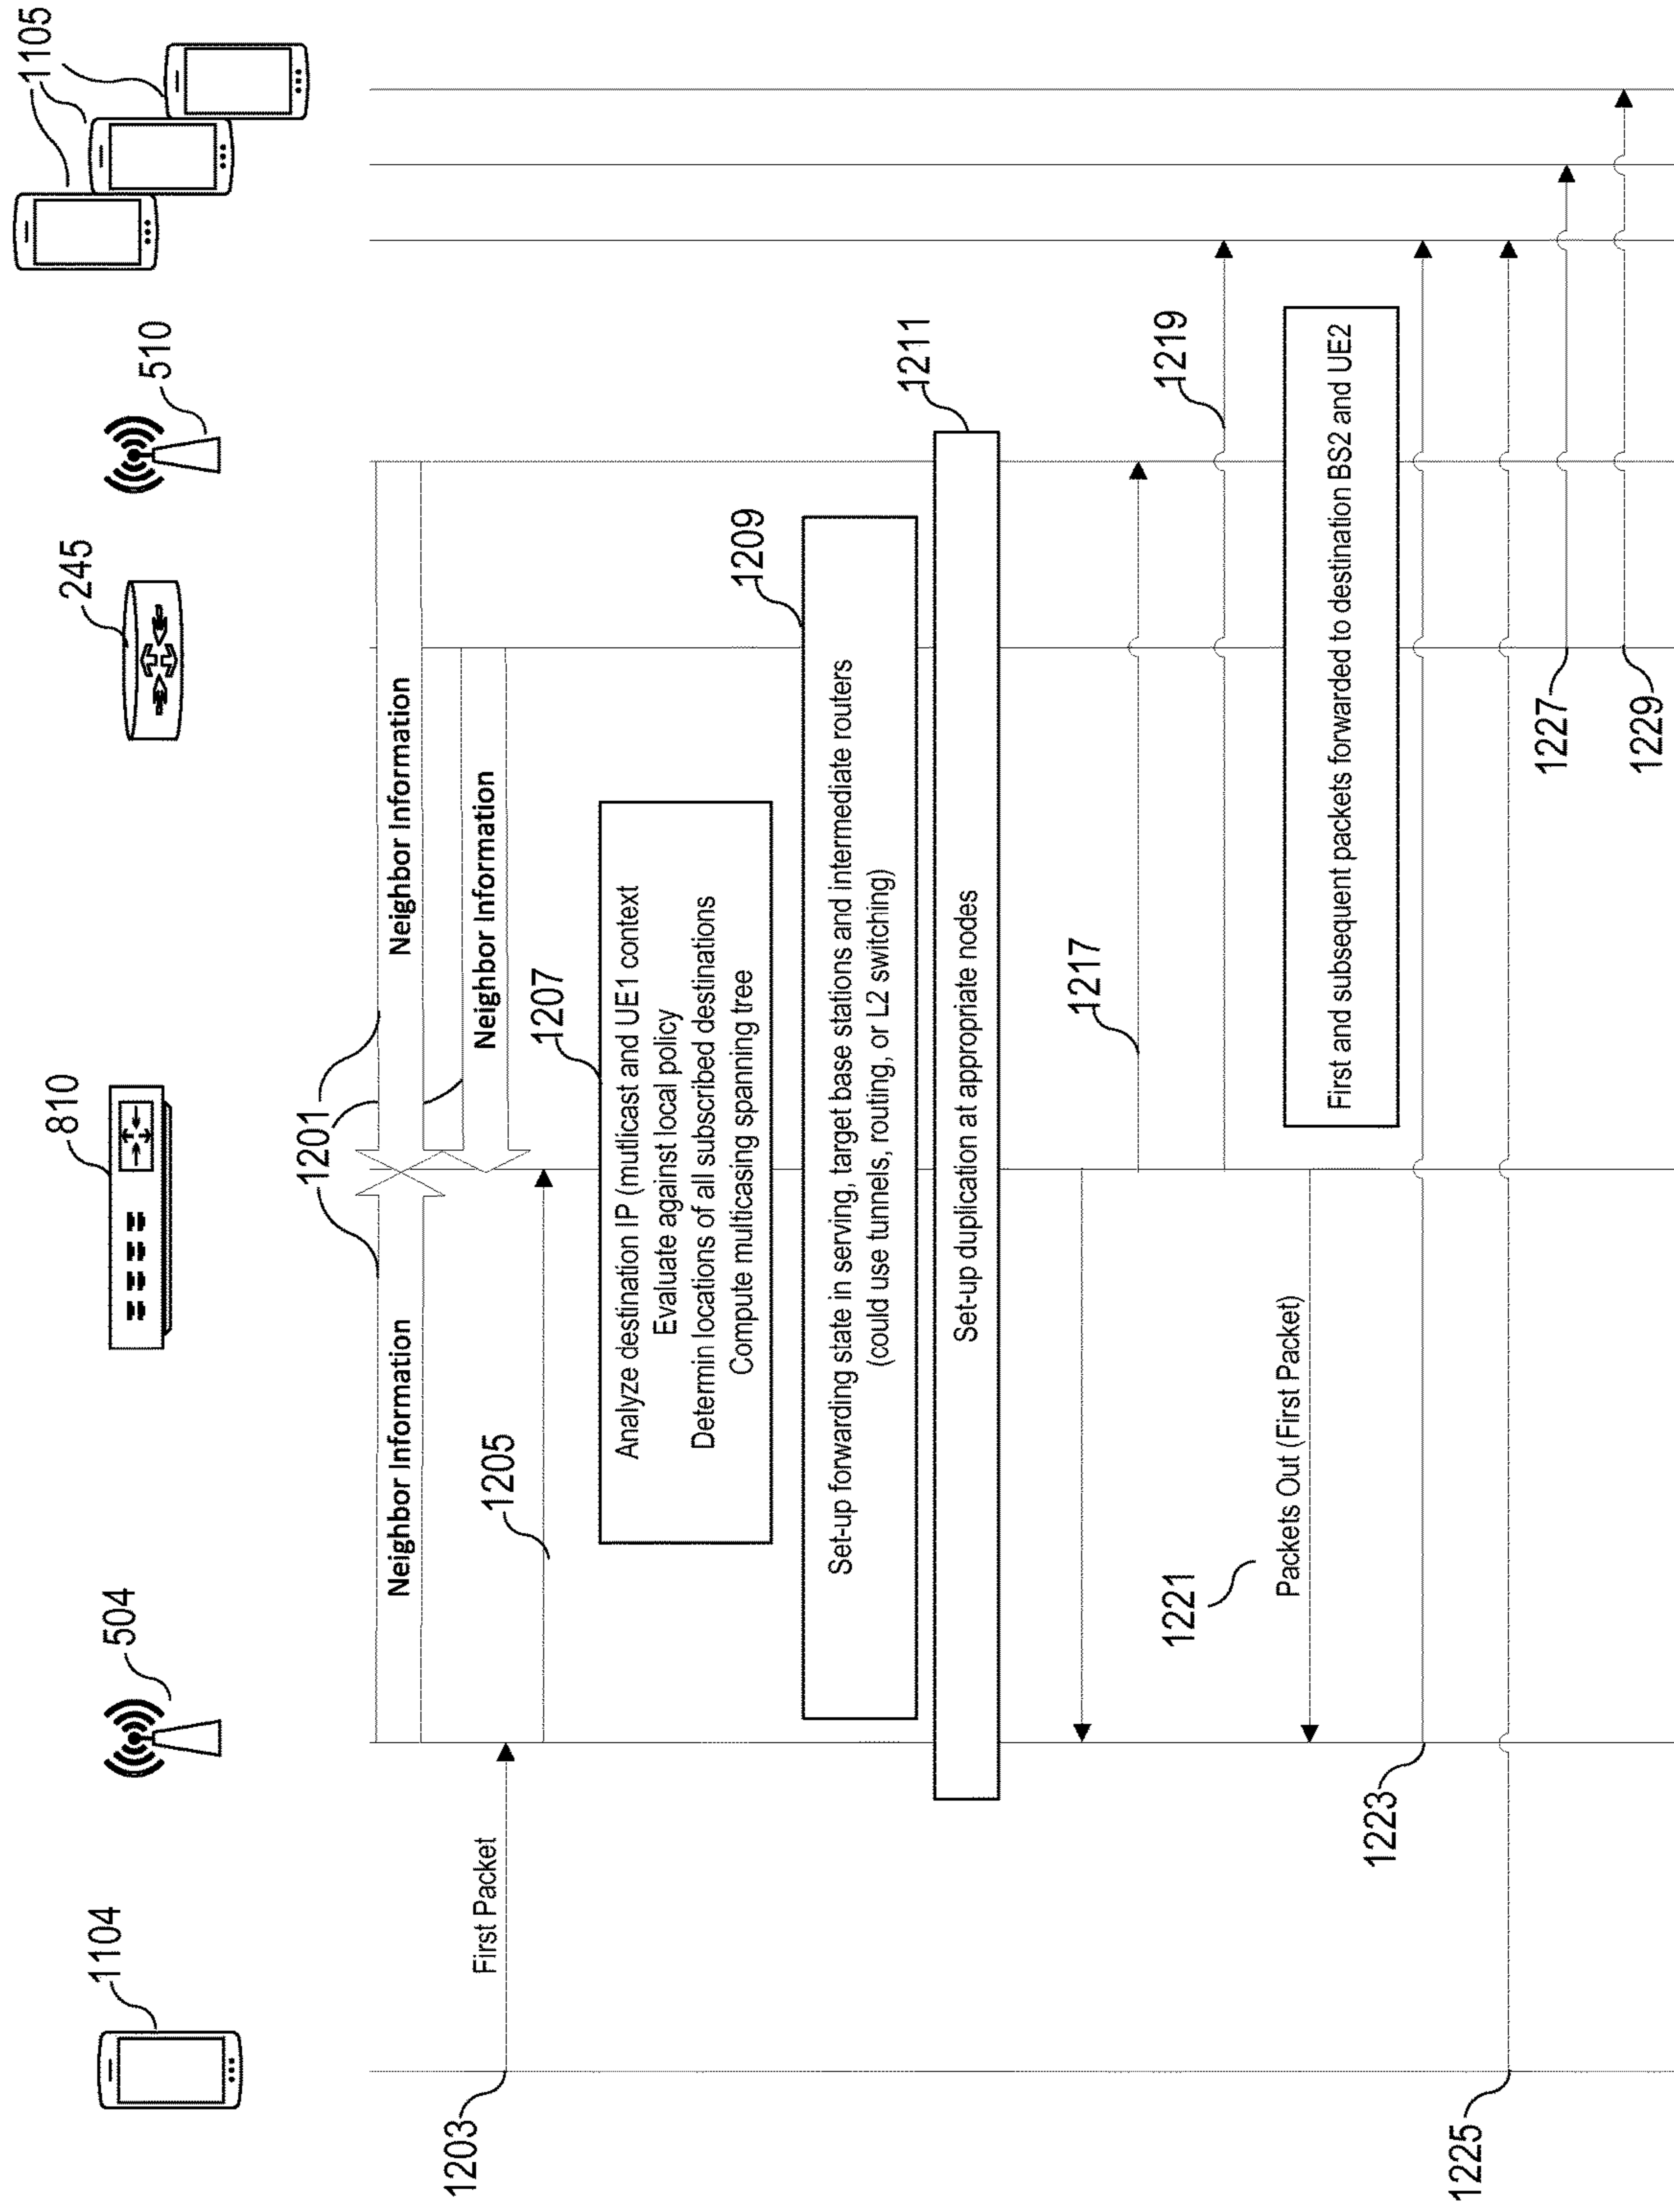 1104
504
810
245
510
1105
1201
Neighbor Information
Neighbor Information
Neighbor Information
1203
First Packet
1205
1207
Analyze destination IP (mutlicast and UE1 context
Evaluate against local policy
Determin locations of all subscribed destinations
Compute multicasing spanning tree
1209
Set-up forwarding state in serving, target base stations and intermediate routers
(could use tunnels, routing, or L2 switching)
1211
Set-up duplication at appropriate nodes
1217
1219
1221
Packets Out (First Packet)
First and subsequent packets forwarded to destination BS2 and UE2
1223
1225
1227
1229